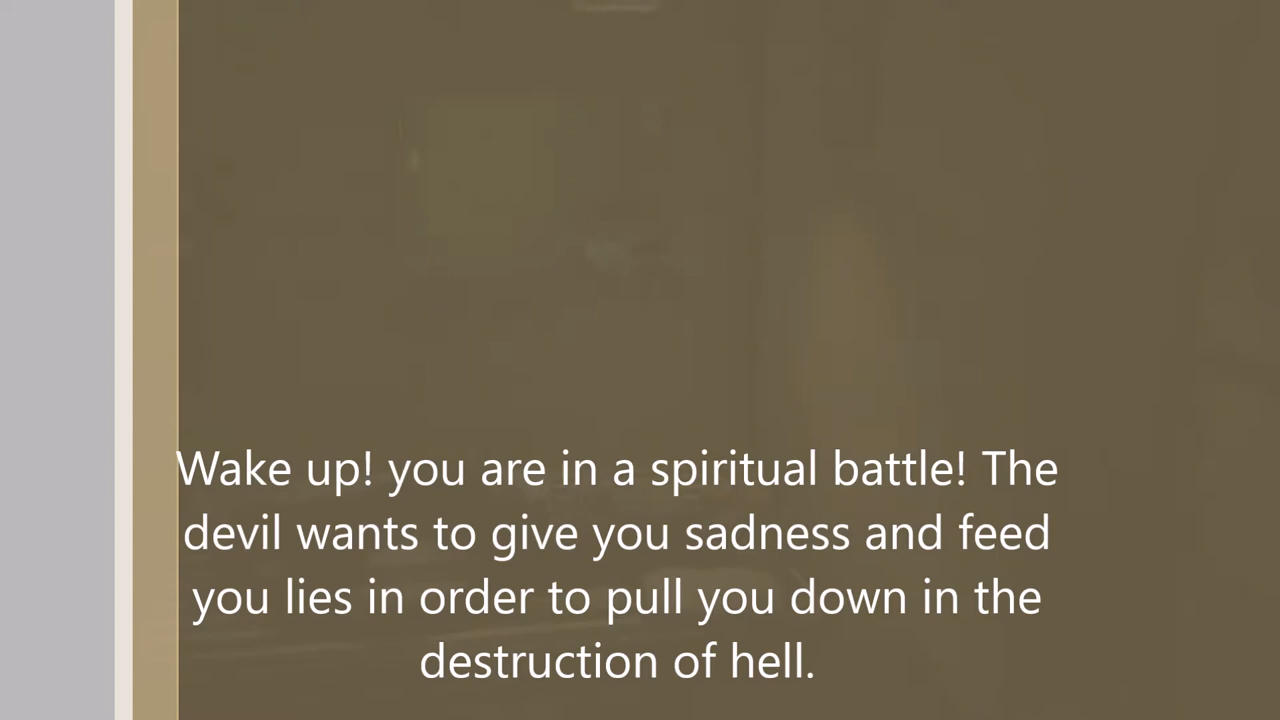 Wake up! you are in a spiritual battle! The
devil wants to give you sadness and feed
you lies in order to pull you down in the
destruction of hell.